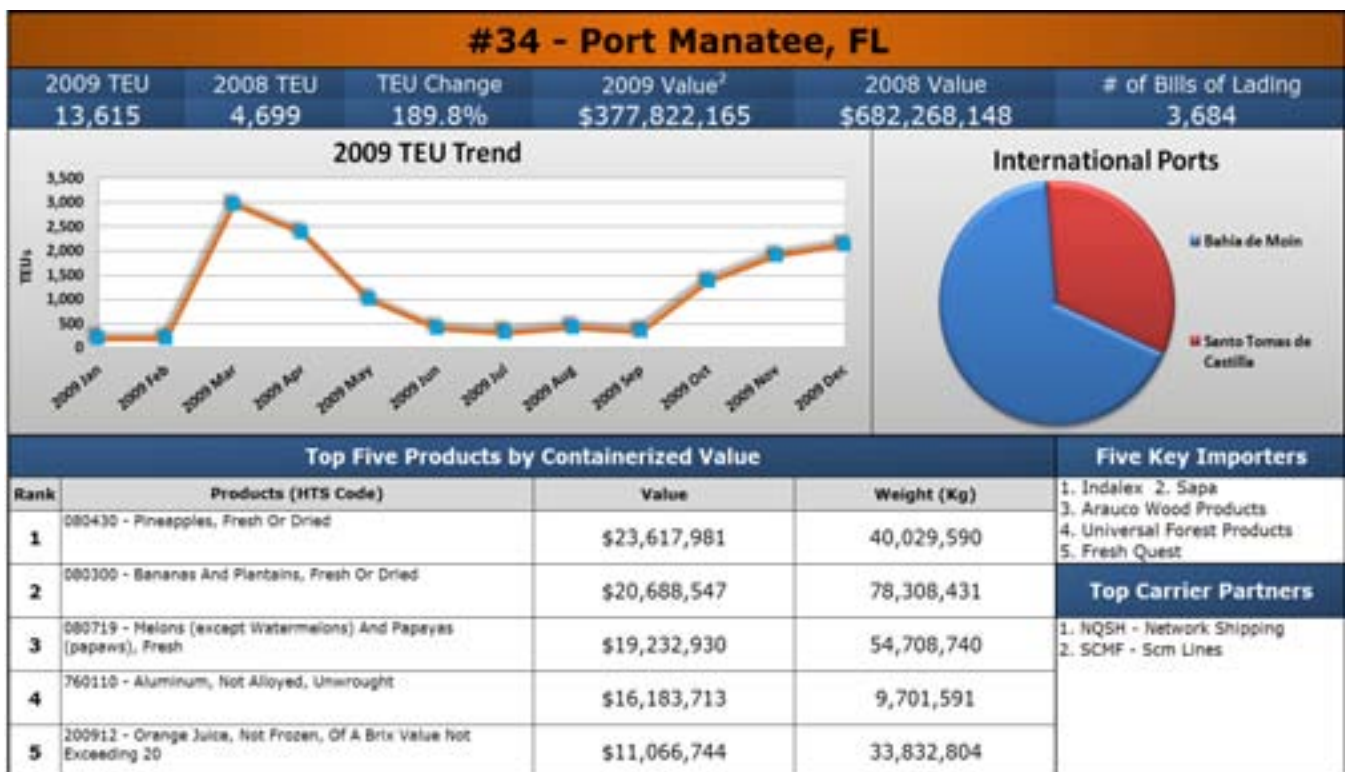 #34 - Port Manatee, FL
2009 TEU 2008 TEU TEU Change 2009 Value² 2008 Value # of Bills of Lading
13,615 4,699 189.8% $377,822,165 $682,268,148 3,684
2009 TEU Trend
3,500
3,000
2,500
2,000
1,500
1,000
500
0
TEUs
2009 Jan 2009 Feb 2009 Mar 2009 Apr 2009 May 2009 Jun 2009 Jul 2009 Aug 2009 Sep 2009 Oct 2009 Nov 2009 Dec
International Ports
Bahia de Moin
Santo Tomas de
Castilla
Top Five Products by Containerized Value
Rank Products (HTS Code) Value Weight (Kg)
1 080430 - Pineapples, Fresh Or Dried $23,617,981 40,029,590
2 080300 - Bananas And Plantains, Fresh Or Dried $20,688,547 78,308,431
3 080719 - Melons (except Watermelons) And Papayas $19,232,930 54,708,740
(papaws), Fresh
4 760110 - Aluminum, Not Alloyed, Unwrought $16,183,713 9,701,591
5 200912 - Orange Juice, Not Frozen, Of A Brix Value Not $11,066,744 33,832,804
Exceeding 20
Five Key Importers
1. Indalex 2. Sapa
3. Arauco Wood Products
4. Universal Forest Products
5. Fresh Quest
Top Carrier Partners
1. NQSH - Network Shipping
2. SCMF - Scm Lines